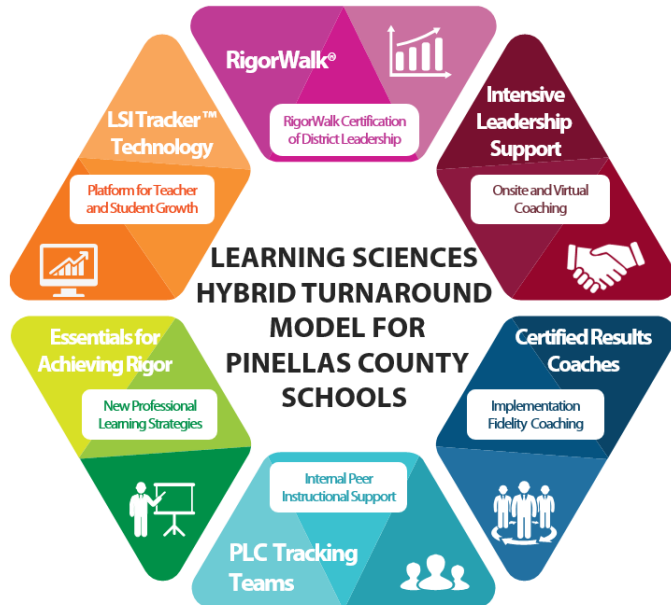 RigorWalk®
RigorWalk Certification
of District Leadership
Intensive
Leadership
Support
Onsite and Virtual
Coaching
Certified Results
Coaches
Implementation
Fidelity Coaching
Internal Peer
Instructional Support
PLC Tracking
Teams
Essentials for
Achieving Rigor
New Professional
Learning Strategies
LSI Tracker™
Technology
Platform for Teacher
and Student Growth
LEARNING SCIENCES
HYBRID TURNAROUND
MODEL FOR
PINELLAS COUNTY
SCHOOLS